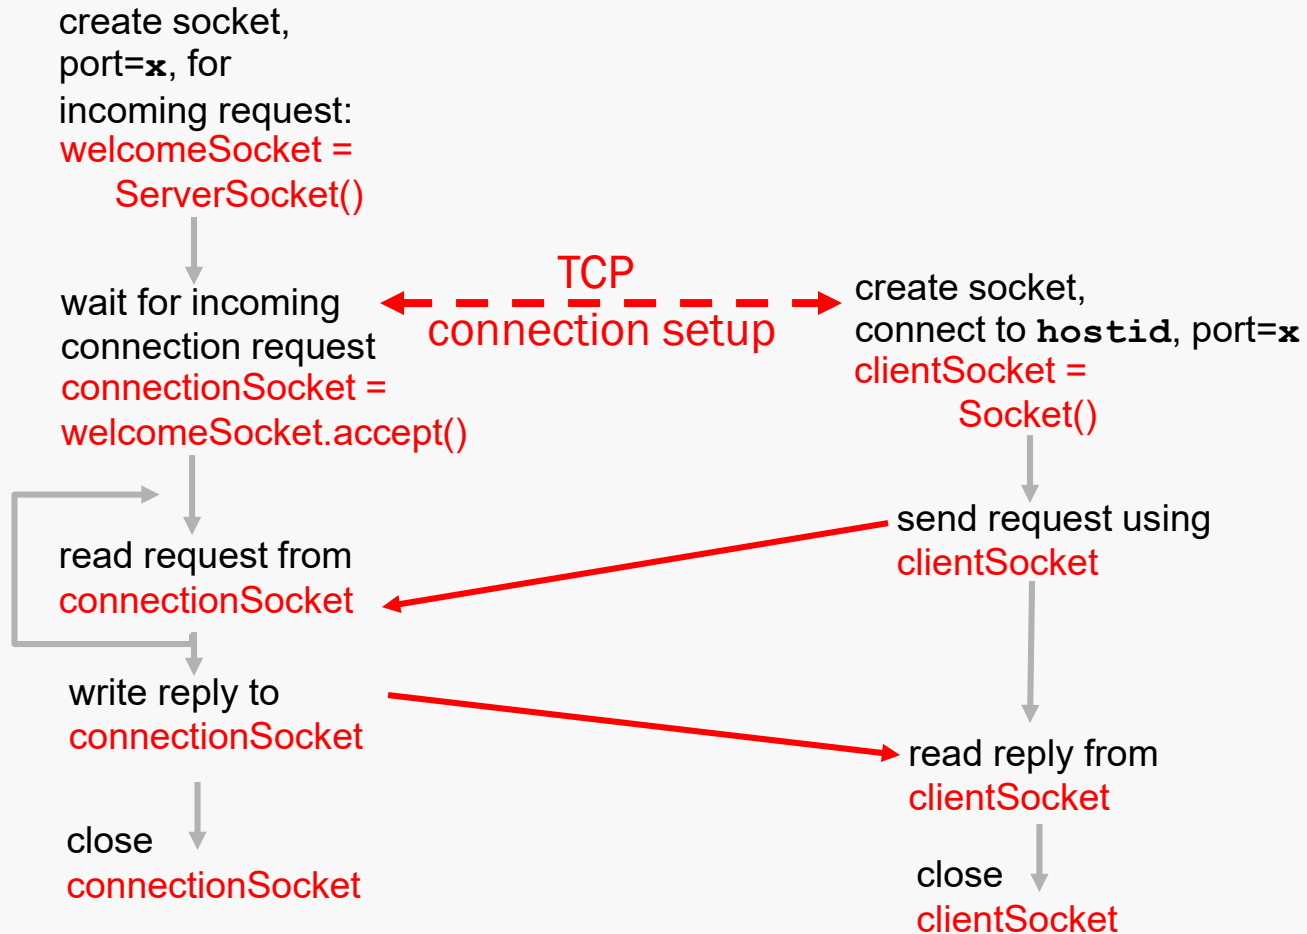 create socket,
port=x, for
incoming request:
welcomeSocket =
ServerSocket()
wait for incoming
connection request
connectionSocket =
welcomeSocket.accept()
TCP
connection setup
create socket,
connect to hostid, port=x
clientSocket =
Socket()
send request using
clientSocket
read request from
connectionSocket
write reply to
connectionSocket
read reply from
clientSocket
close
connectionSocket
close
clientSocket